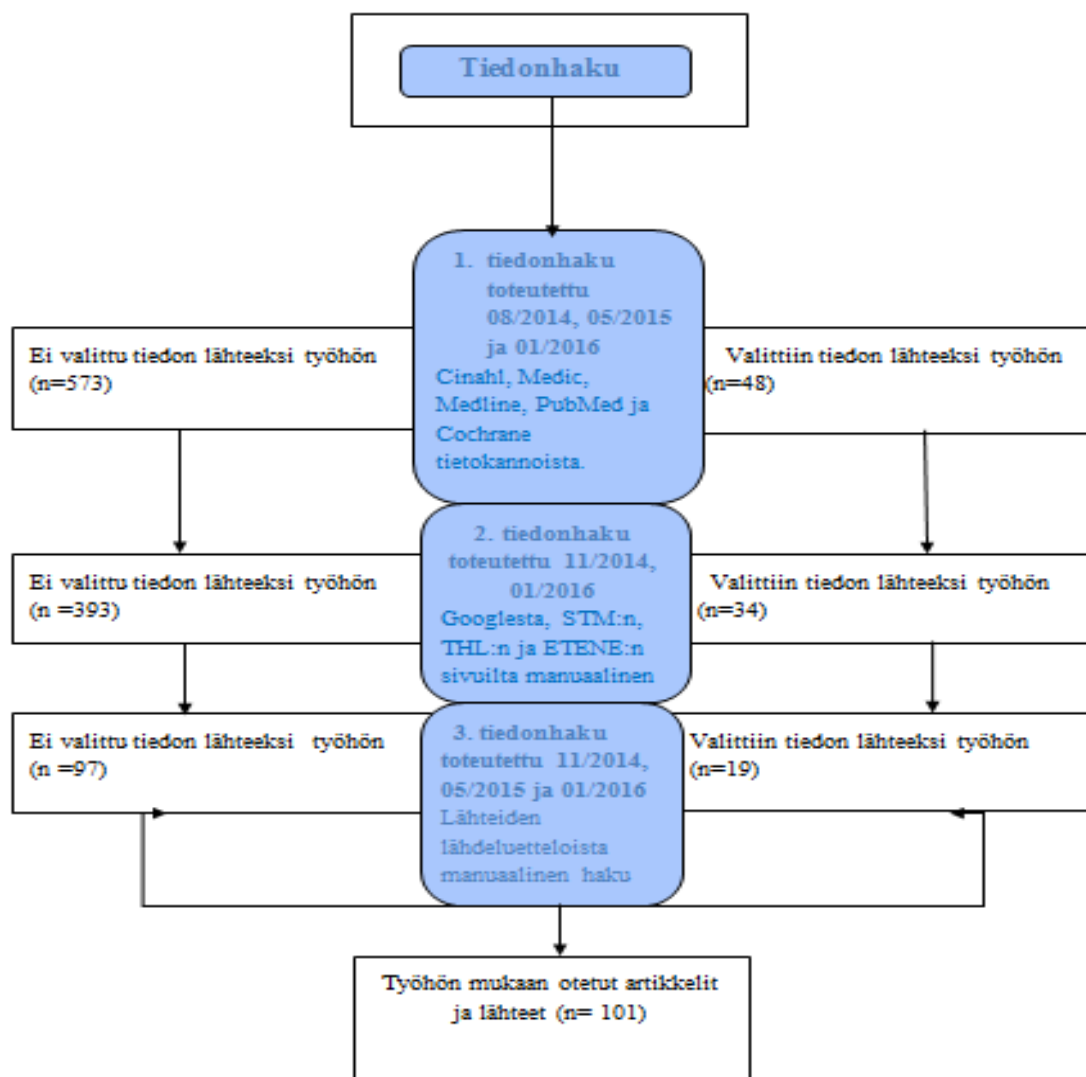 Tiedonhaku
1. tiedonhaku
toteutettu
08/2014, 05/2015
ja 01/2016
Cinahl, Medic,
Medline, PubMed ja
Cochrane
tietokannoista.
Ei valittu tiedon lähteeksi työhön
(n=573)
Valittiin tiedon lähteeksi työhön
(n=48)
2. tiedonhaku
toteutettu 11/2014,
01/2016
Googlesta, STM:n,
THL:n ja ETENE:n
sivuilta manuaalinen
Ei valittu tiedon lähteeksi työhön
(n =393)
Valittiin tiedon lähteeksi työhön
(n=34)
3. tiedonhaku
toteutettu 11/2014,
05/2015 ja 01/2016
Lähteiden
lähdeluetteloista
manuaalinen haku
Ei valittu tiedon lähteeksi työhön
(n =97)
Valittiin tiedon lähteeksi työhön
(n=19)
Työhön mukaan otetut artikkelit
ja lähteet (n= 101)